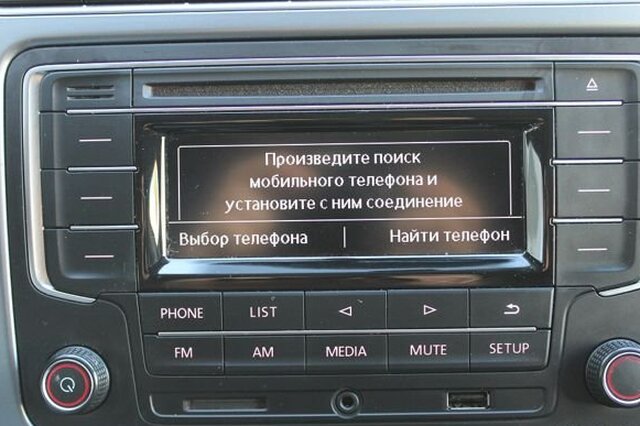 Произведите поиск
мобильного телефона и
установите с ним соединение
Выбор телефона | Найти телефон
PHONE LIST
FM AM MEDIA MUTE SETUP